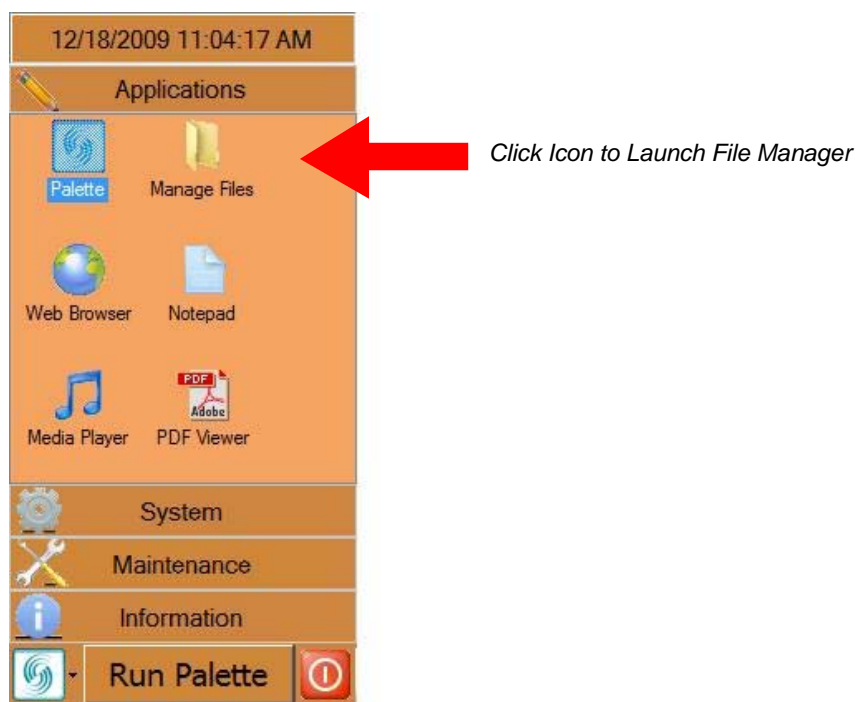 12/18/2009 11:04:17 AM
Applications
Palette
Manage Files
Click Icon to Launch File Manager
Web Browser
Notepad
PDF
Adobe
Media Player
PDF Viewer
System
Maintenance
Information
Run Palette